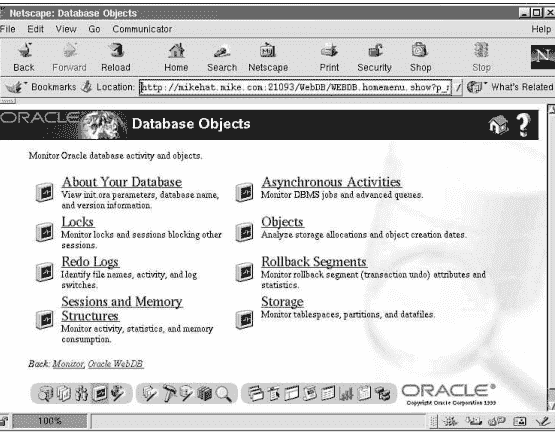 Netscape: Database Objects
File Edit View Go Communicator Help
Back Forward Reload Home Search Netscape Print Security Shop Stop
Bookmarks Location: http://mikehat.mike.com:21093/WebDB/WEBDB.homemenu.show?p_ What's Related
ORACLE Database Objects
Monitor Oracle database activity and objects.
About Your Database
View init.ora parameters, database name,
and version information.
Asynchronous Activities
Monitor DBMS jobs and advanced queues.
Locks
Monitor locks and sessions blocking other
sessions.
Objects
Analyze storage allocations and object creation dates.
Redo Logs
Identify file names, activity, and log
switches.
Rollback Segments
Monitor rollback segment (transaction undo) attributes and
statistics.
Sessions and Memory
Structures
Monitor activity, statistics, and memory
consumption.
Storage
Monitor tablespaces, partitions, and datafiles.
Back: Monitor, Oracle WebDB
ORACLE®
Copyright Oracle Corporation 1999
100%